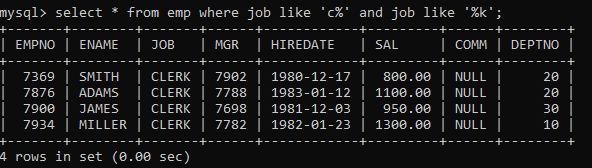 mysql> select * from emp where job like 'c%' and job like '%k';
+-------+--------+-------+------+------------+---------+------+--------+
| EMPNO | ENAME  | JOB   | MGR  | HIREDATE   | SAL     | COMM | DEPTNO |
+-------+--------+-------+------+------------+---------+------+--------+
|  7369 | SMITH  | CLERK | 7902 | 1980-12-17 |  800.00 | NULL |     20 |
|  7876 | ADAMS  | CLERK | 7788 | 1983-01-12 | 1100.00 | NULL |     20 |
|  7900 | JAMES  | CLERK | 7698 | 1981-12-03 |  950.00 | NULL |     30 |
|  7934 | MILLER | CLERK | 7782 | 1982-01-23 | 1300.00 | NULL |     10 |
+-------+--------+-------+------+------------+---------+------+--------+
4 rows in set (0.00 sec)